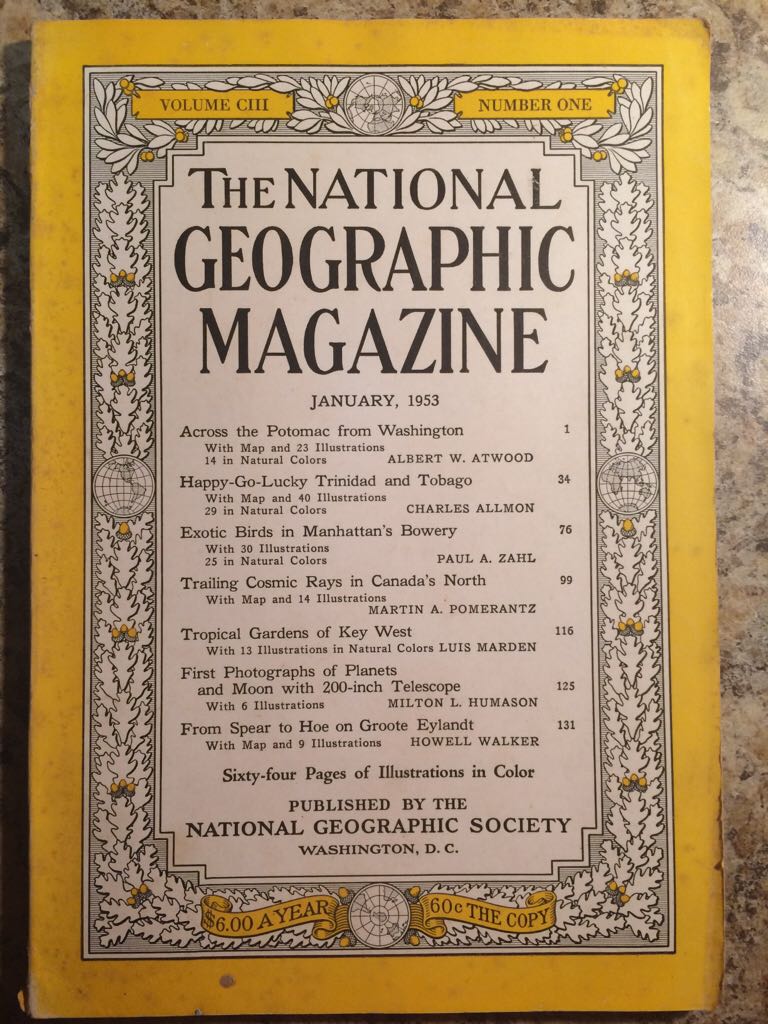 VOLUME CIII NUMBER ONE
THE NATIONAL
GEOGRAPHIC
MAGAZINE
JANUARY, 1953
Across the Potomac from Washington 1
With Map and 23 Illustrations
14 in Natural Colors ALBERT W. ATWOOD
Happy-Go-Lucky Trinidad and Tobago 34
With Map and 40 Illustrations
29 in Natural Colors CHARLES ALLMON
Exotic Birds in Manhattan's Bowery 76
With 30 Illustrations
25 in Natural Colors PAUL A. ZAHL
Trailing Cosmic Rays in Canada's North 99
With Map and 14 Illustrations
MARTIN A. POMERANTZ
Tropical Gardens of Key West 116
With 13 Illustrations in Natural Colors LUIS MARDEN
First Photographs of Planets
and Moon with 200-inch Telescope 125
With 6 Illustrations MILTON L. HUMASON
From Spear to Hoe on Groote Eylandt 131
With Map and 9 Illustrations HOWELL WALKER
Sixty-four Pages of Illustrations in Color
PUBLISHED BY THE
NATIONAL GEOGRAPHIC SOCIETY
WASHINGTON, D. C.
$6.00 A YEAR 60c THE COPY